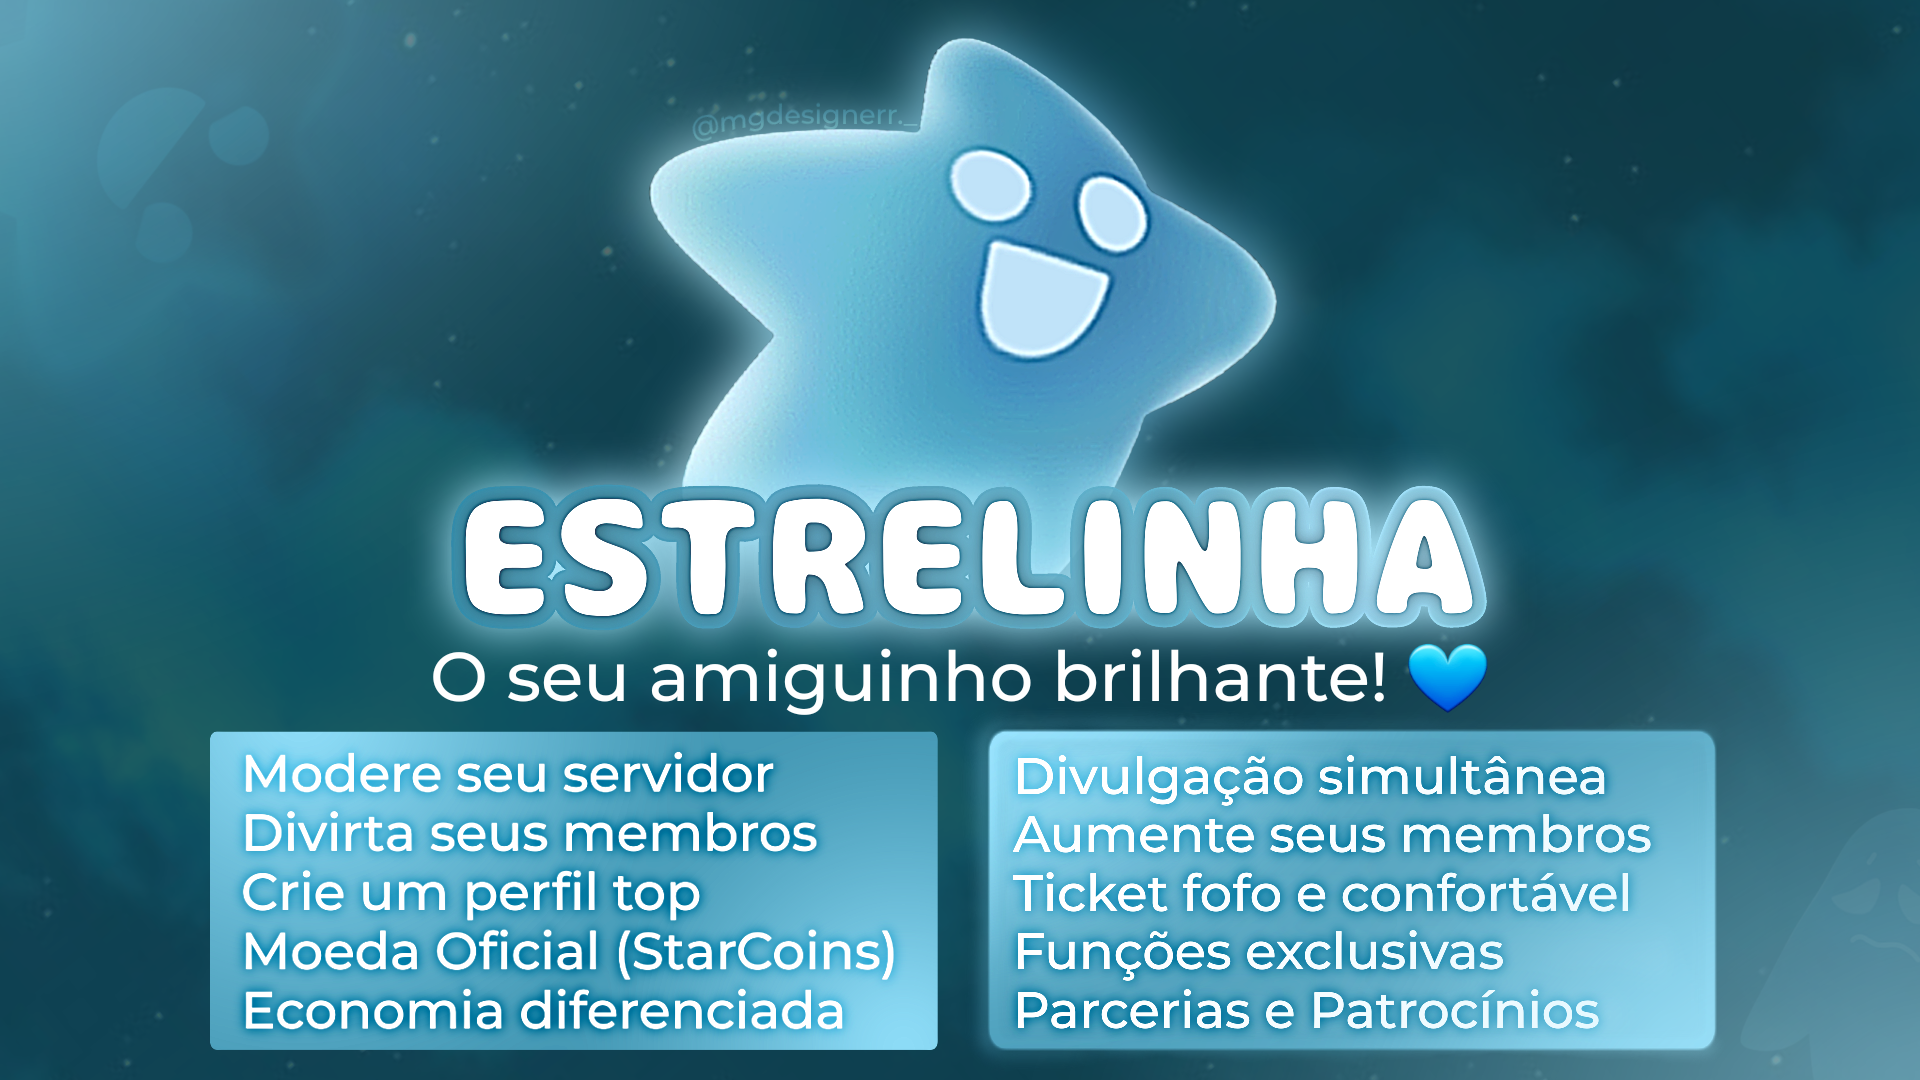 @mgdesignerr._
ESTRELINHA
O seu amiguinho brilhante! 💙
Modere seu servidor
Divirta seus membros
Crie um perfil top
Moeda Oficial (StarCoins)
Economia diferenciada
Divulgação simultânea
Aumente seus membros
Ticket fofo e confortável
Funções exclusivas
Parcerias e Patrocínios